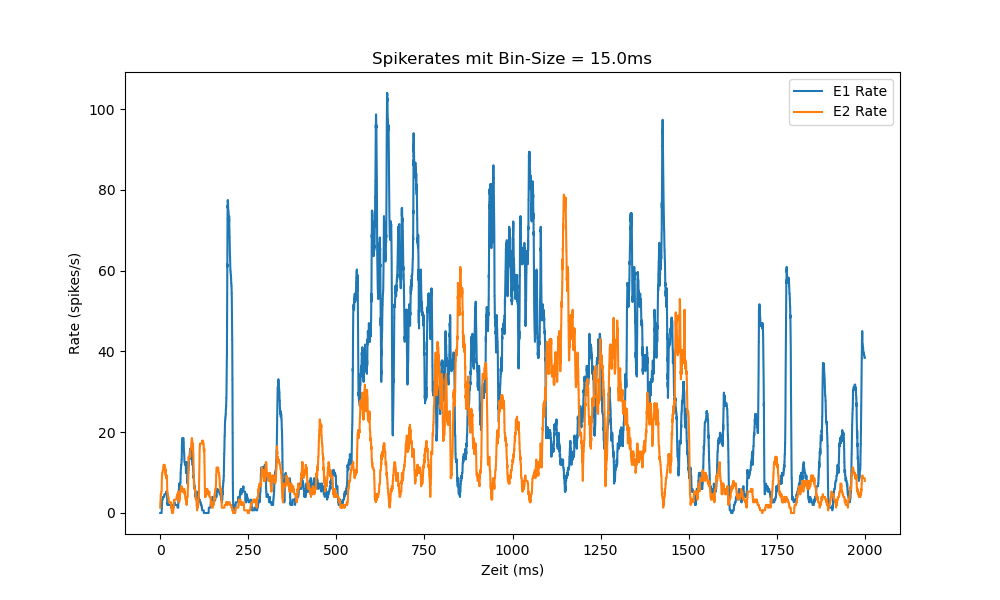 Spikerates mit Bin-Size = 15.0ms
E1 Rate
E2 Rate
100
80
60
40
20
0
Rate (spikes/s)
0 250 500 750 1000 1250 1500 1750 2000
Zeit (ms)